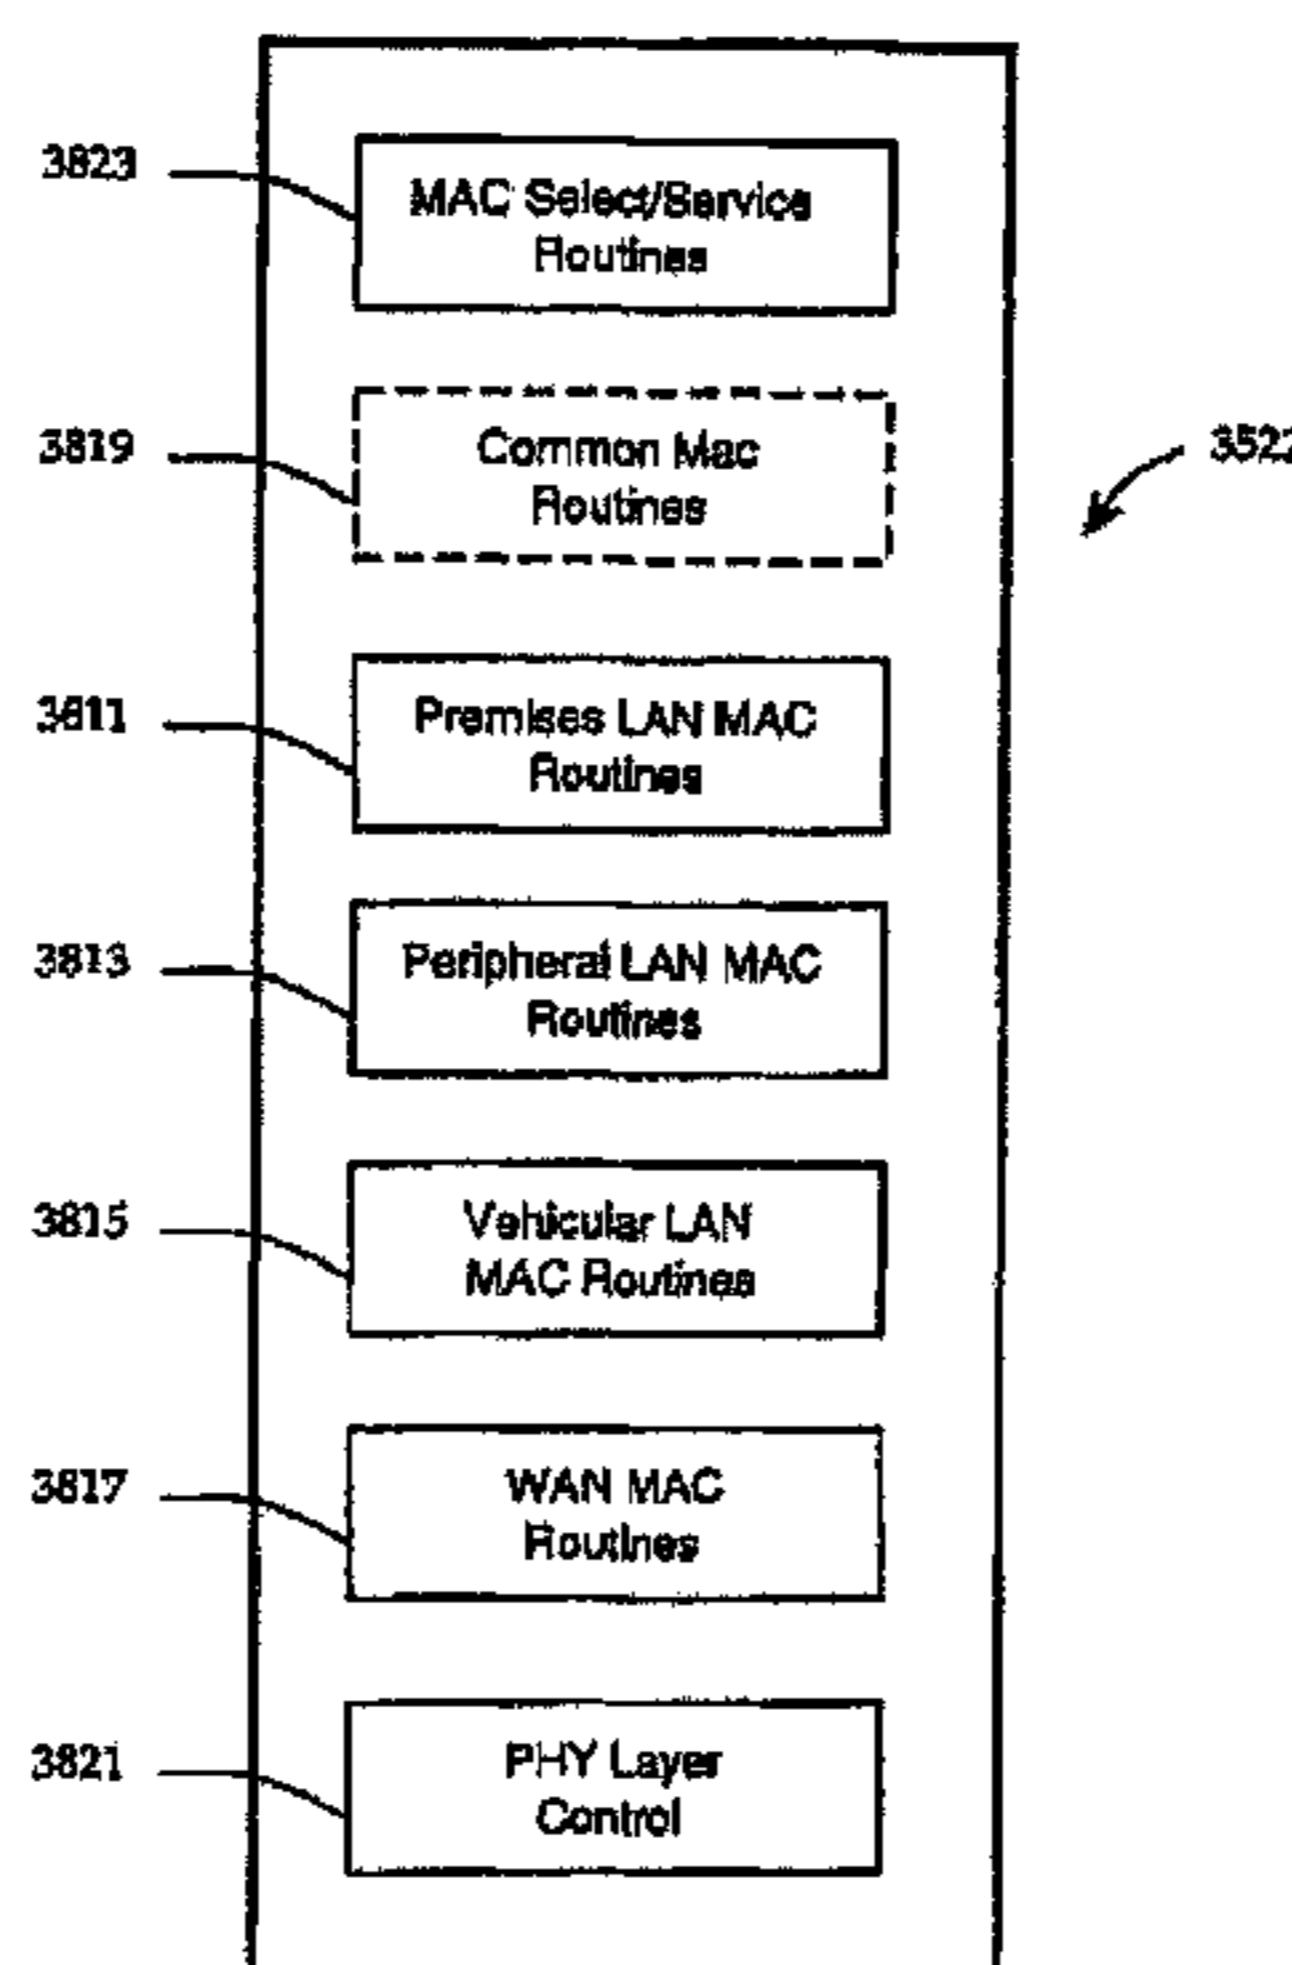 3823
MAC Select/Service
Routines
3819
Common Mac
Routines
3522
3811
Premises LAN MAC
Routines
3813
Peripheral LAN MAC
Routines
3815
Vehicular LAN
MAC Routines
3817
WAN MAC
Routines
3821
PHY Layer
Control